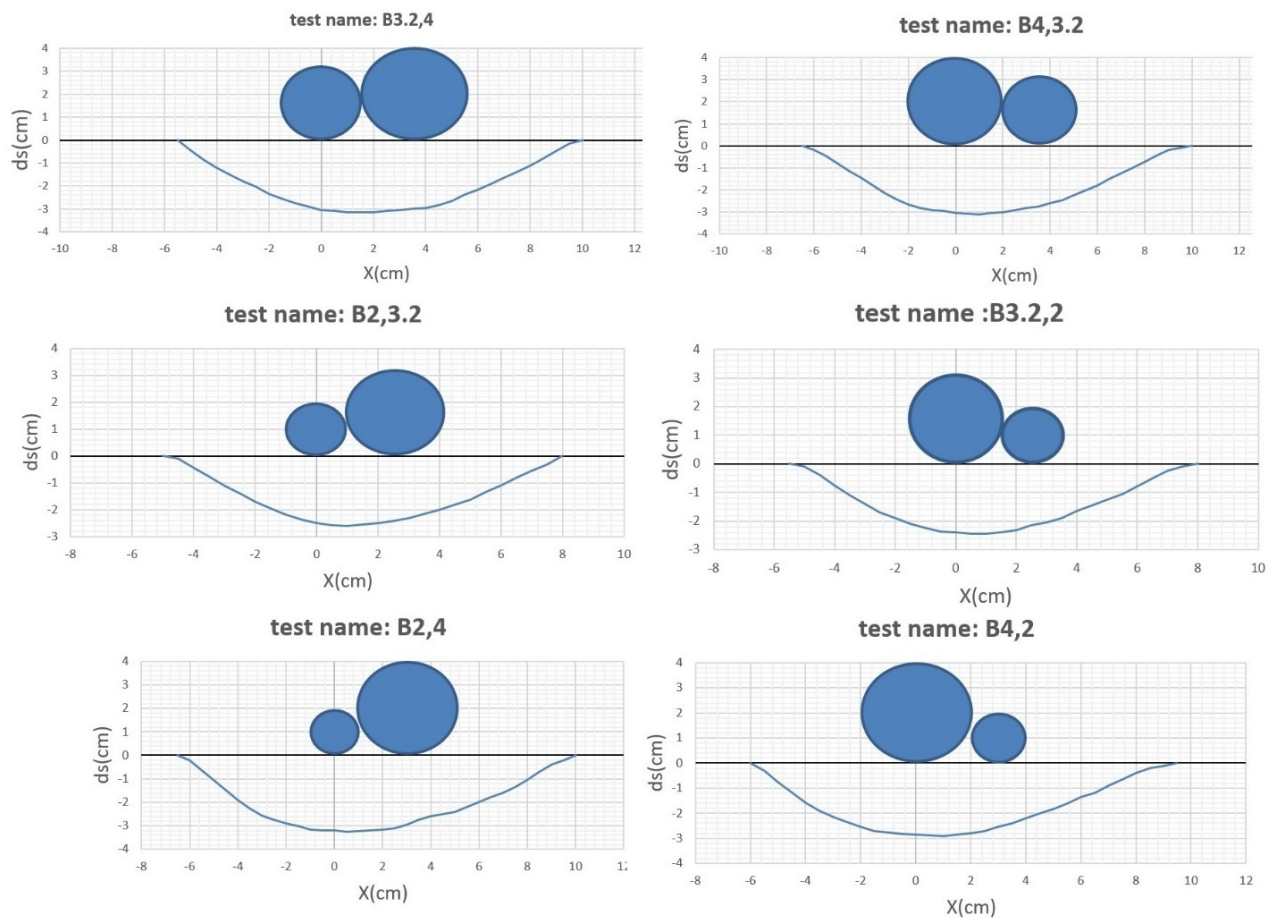 test name: B3.2,4
4
3
2
1
0
-1
-2
-3
-4
ds(cm)
-10 -8 -6 -4 -2 0 2 4 6 8 10 12
X(cm)
test name: B4,3.2
4
3
2
1
0
-1
-2
-3
-4
ds(cm)
-10 -8 -6 -4 -2 0 2 4 6 8 10 12
X(cm)
test name: B2,3.2
4
3
2
1
0
-1
-2
-3
ds(cm)
-8 -6 -4 -2 0 2 4 6 8 10
X(cm)
test name :B3.2,2
4
3
2
1
0
-1
-2
-3
ds(cm)
-8 -6 -4 -2 0 2 4 6 8 10
X(cm)
test name: B2,4
4
3
2
1
0
-1
-2
-3
-4
ds(cm)
-8 -6 -4 -2 0 2 4 6 8 10 12
X(cm)
test name: B4,2
4
3
2
1
0
-1
-2
-3
-4
ds(cm)
-8 -6 -4 -2 0 2 4 6 8 10 12
X(cm)